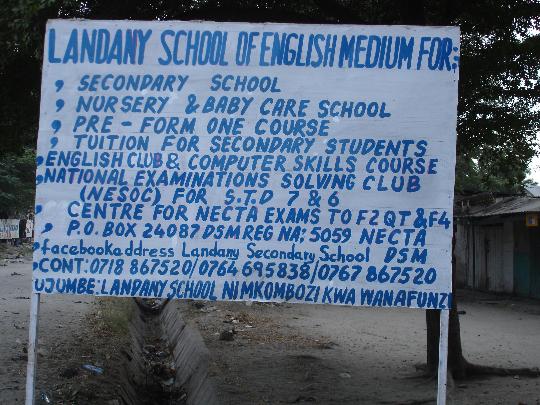 LANDANY SCHOOL OF ENGLISH MEDIUM FOR:
, SECONDARY SCHOOL
, NURSERY & BABY CARE SCHOOL
, PRE - FORM ONE COURSE
, TUITION FOR SECONDARY STUDENTS
, ENGLISH CLUB & COMPUTER SKILLS COURSE
, NATIONAL EXAMINATIONS SOLVING CLUB
(NESOC) FOR S.T.D 7 & 6
, CENTRE FOR NECTA EXAMS TO F2 QT & F4
, P.O. BOX 24087 DSM REG NA; 5059 NECTA
, facebook address Landany Secondary School DSM
, CONT: 0718 867520/0764 695838/0767 867520
UJUMBE: LANDANY SCHOOL NI MKOMBOZI KWA WANAFUNZI